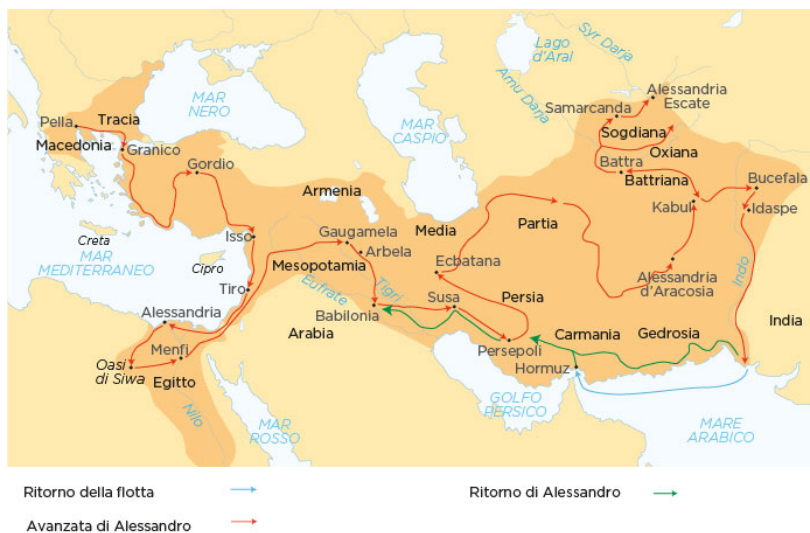 Lago
d'Aral
Syr Darja
Amu Darja
Alessandria
Escate
Samarcanda
Sogdiana
Oxiana
Battra
Battriana
Bucefala
Idaspe
Kabul
MAR
NERO
MAR
CASPIO
Pella
Tracia
Macedonia
Granico
Gordio
Armenia
Media
Partia
Creta
MAR
MEDITERRANEO
Cipro
Isso
Gaugamela
Arbela
Ecbatana
Mesopotamia
Tiro
Eufrate
Tigri
Susa
Persia
Alessandria
d'Aracosia
Indo
India
Alessandria
Babilonia
Arabia
Menfi
Oasi
di Siwa
Egitto
Nilo
Persepoli
Hormuz
Carmania
Gedrosia
MAR
ROSSO
GOLFO
PERSICO
MARE
ARABICO
Ritorno della flotta
Ritorno di Alessandro
Avanzata di Alessandro